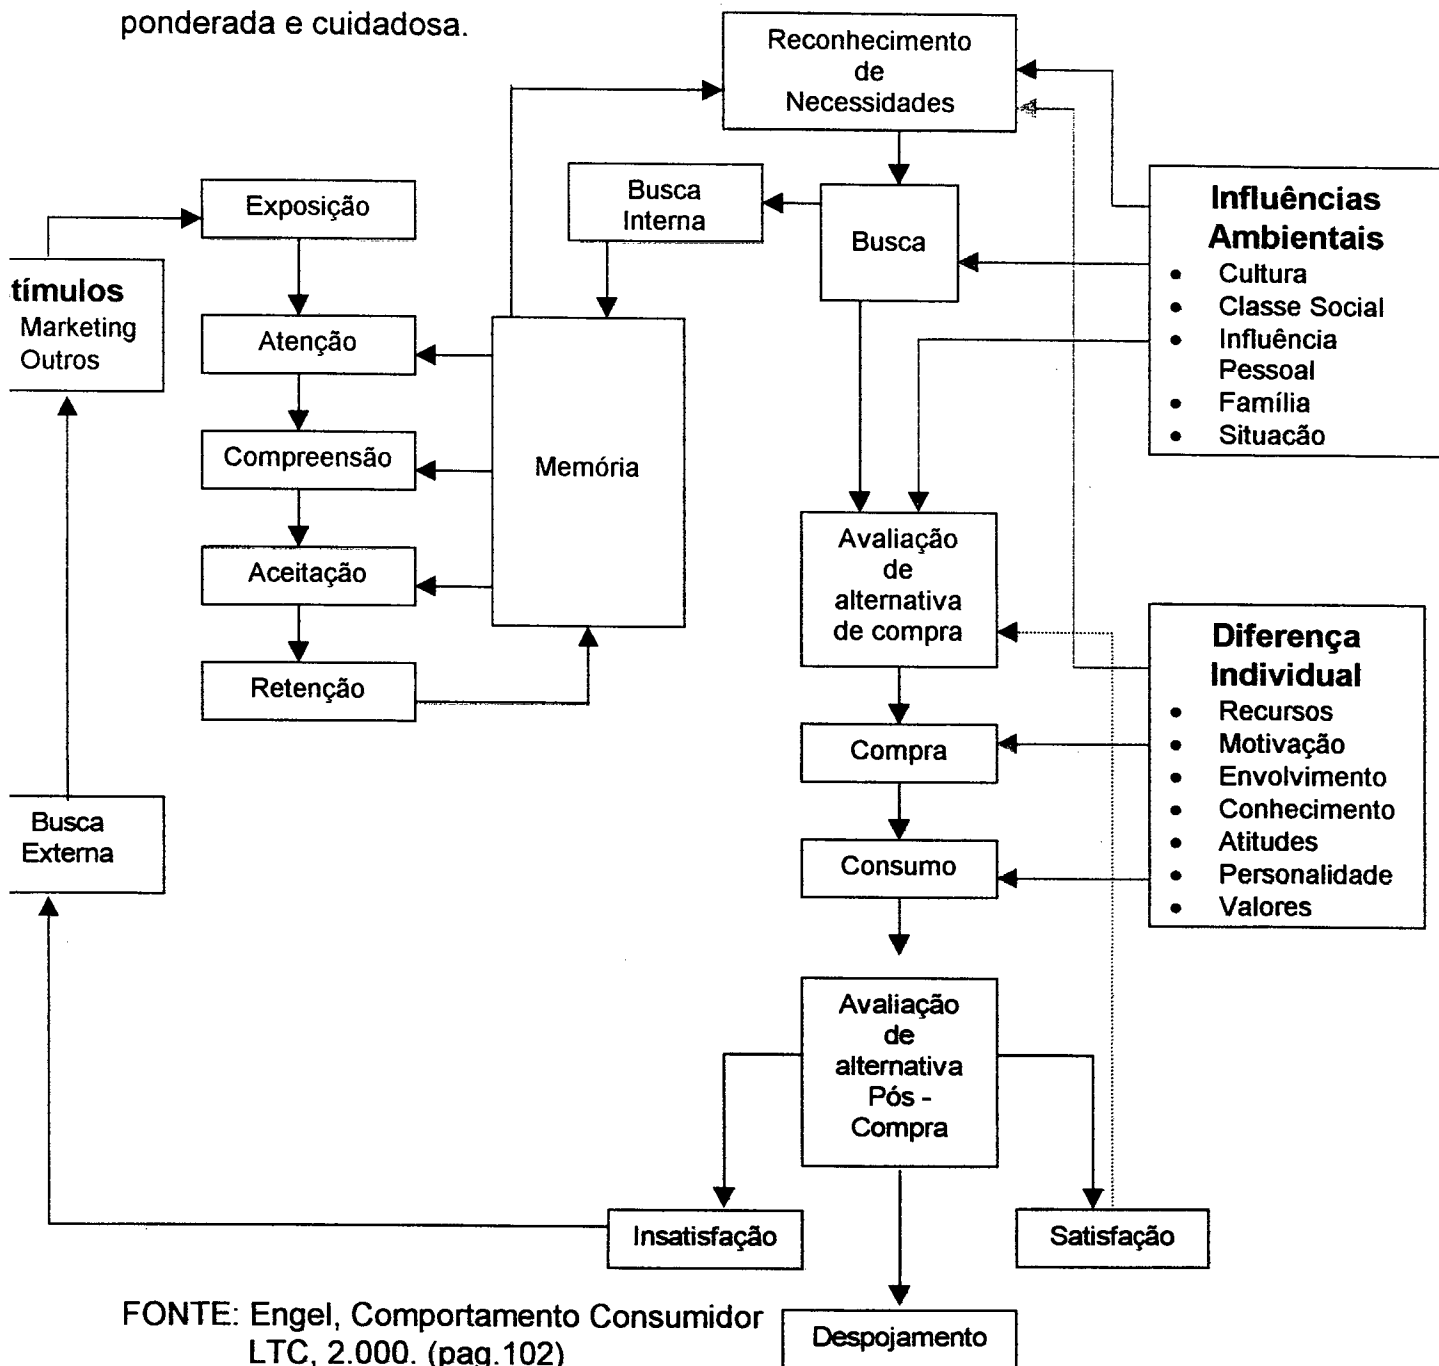 ponderada e cuidadosa.
Reconhecimento
de
Necessidades
Busca
Interna
Busca
Exposição
Atenção
Compreensão
Aceitação
Retenção
Memória
tímulos
Marketing
Outros
Busca
Externa
Influências
Ambientais
• Cultura
• Classe Social
• Influência
Pessoal
• Família
• Situacão
Avaliação
de
alternativa
de compra
Compra
Consumo
Diferença
Individual
• Recursos
• Motivação
• Envolvimento
• Conhecimento
• Atitudes
• Personalidade
• Valores
Avaliação
de
alternativa
Pós -
Compra
Insatisfação
Satisfação
Despojamento
FONTE: Engel, Comportamento Consumidor
LTC, 2.000. (pag.102)